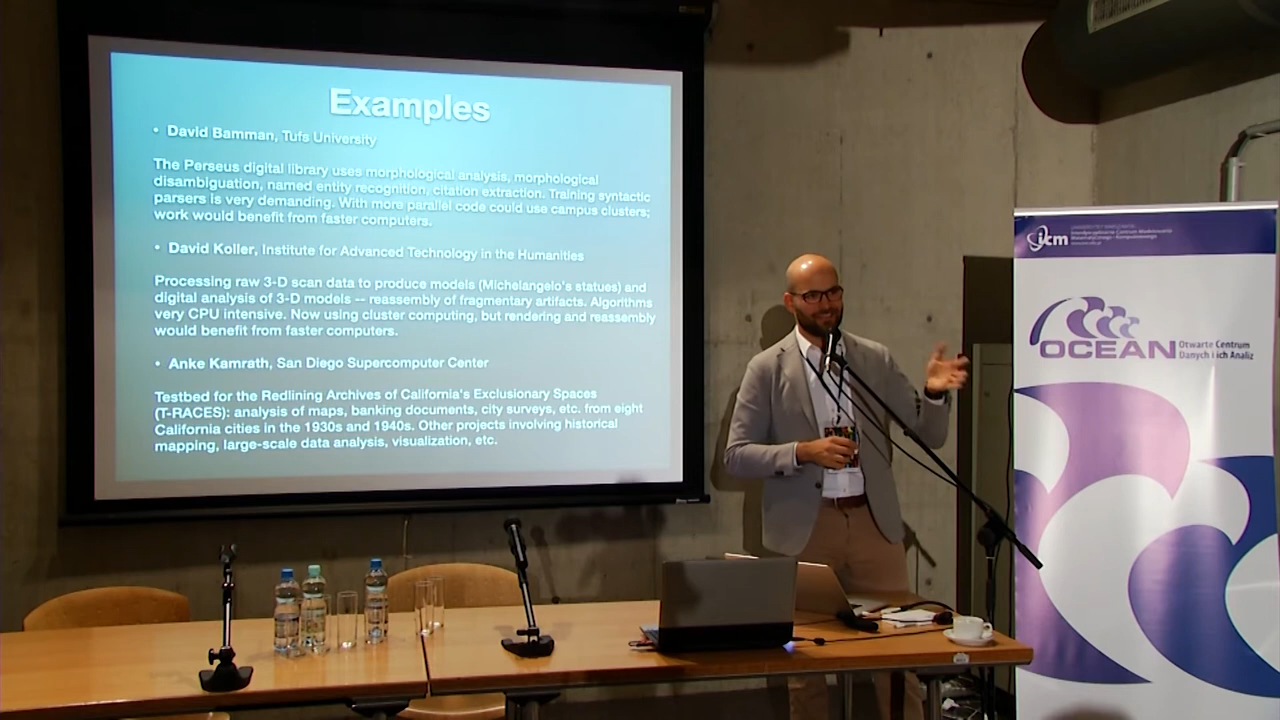 Examples
• David Bamman, Tufs University
The Perseus digital library uses morphological analysis, morphological
disambiguation, named entity recognition, citation extraction. Training syntactic
parsers is very demanding. With more parallel code could use campus clusters;
work would benefit from faster computers.
• David Koller, Institute for Advanced Technology in the Humanities
Processing raw 3-D scan data to produce models (Michelangelo's statues) and
digital analysis of 3-D models -- reassembly of fragmentary artifacts. Algorithms
very CPU intensive. Now using cluster computing, but rendering and reassembly
would benefit from faster computers.
• Anke Kamrath, San Diego Supercomputer Center
Testbed for the Redlining Archives of California's Exclusionary Spaces
(T-RACES): analysis of maps, banking documents, city surveys, etc. from eight
California cities in the 1930s and 1940s. Other projects involving historical
mapping, large-scale data analysis, visualization, etc.
icm
OCEAN
Otwarte Centrum
Danych i ich Analiz